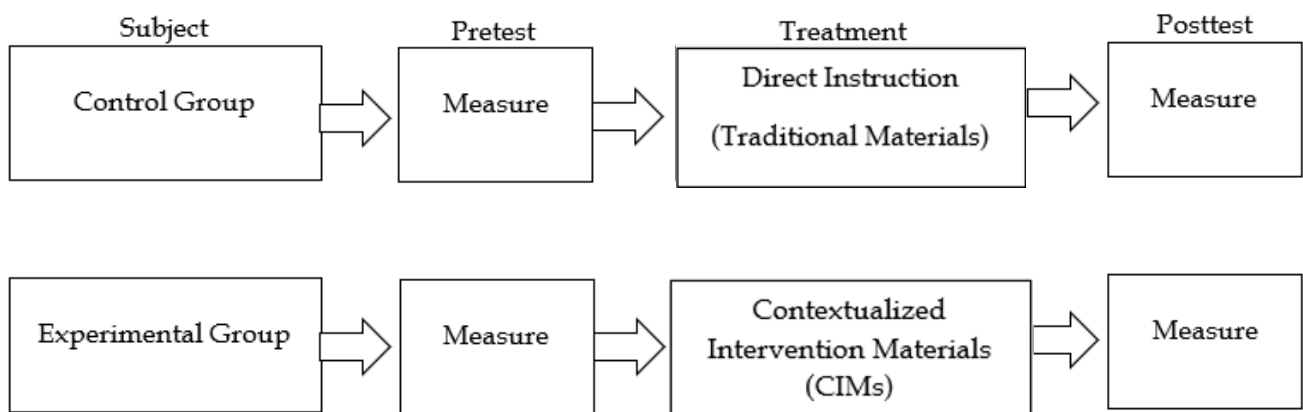 Subject
Pretest
Treatment
Posttest
Control Group
Measure
Direct Instruction
(Traditional Materials)
Measure
Experimental Group
Measure
Contextualized
Intervention Materials
(CIMs)
Measure